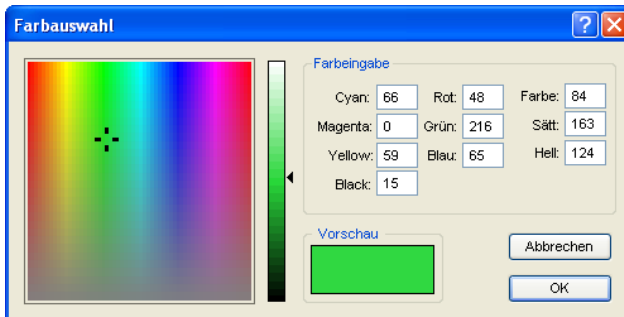 Farbauswahl
Farbeingabe
Cyan: 66 Rot: 48 Farbe: 84
Magenta: 0 Grün: 216 Sätt: 163
Yellow: 59 Blau: 65 Hell: 124
Black: 15
Vorschau
Abbrechen
OK